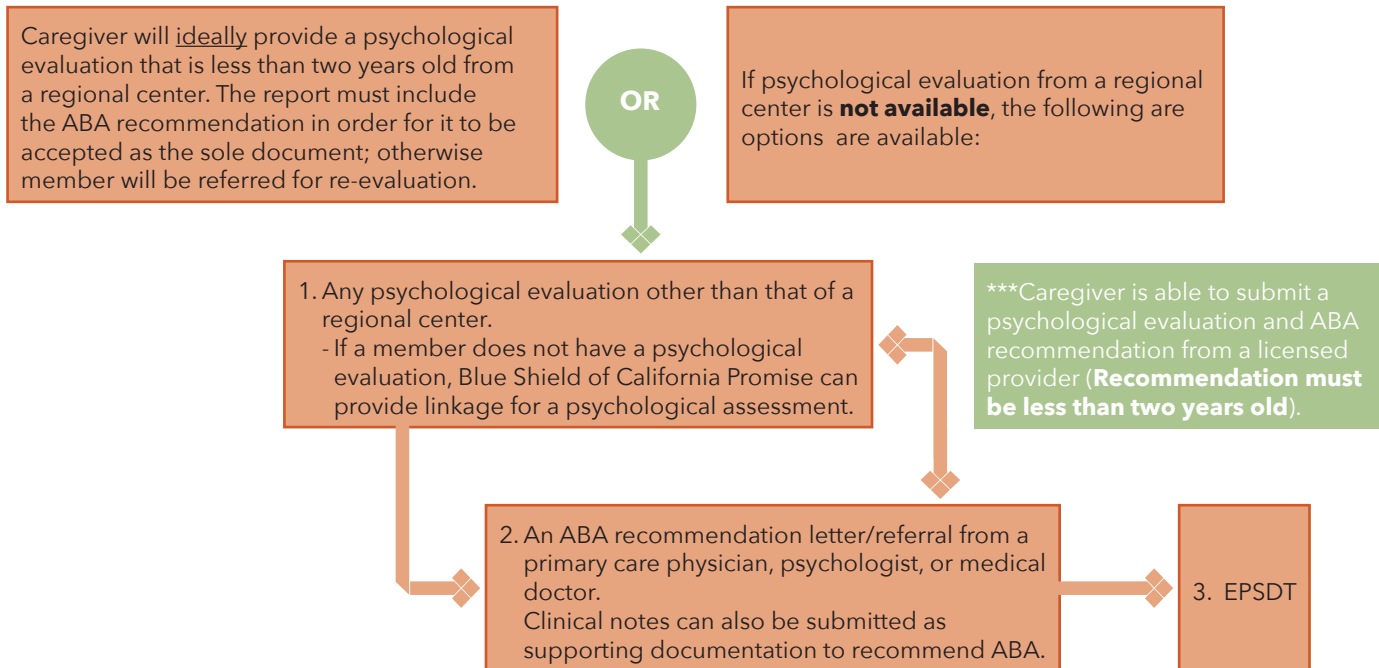 Caregiver will ideally provide a psychological
evaluation that is less than two years old from
a regional center. The report must include
the ABA recommendation in order for it to be
accepted as the sole document; otherwise
member will be referred for re-evaluation.
OR
If psychological evaluation from a regional
center is not available, the following are
options  are available:
1. Any psychological evaluation other than that of a
regional center.
- If a member does not have a psychological
evaluation, Blue Shield of California Promise can
provide linkage for a psychological assessment.
***Caregiver is able to submit a
psychological evaluation and ABA
recommendation from a licensed
provider (Recommendation must
be less than two years old).
2. An ABA recommendation letter/referral from a
primary care physician, psychologist, or medical
doctor.
Clinical notes can also be submitted as
supporting documentation to recommend ABA.
3. EPSDT